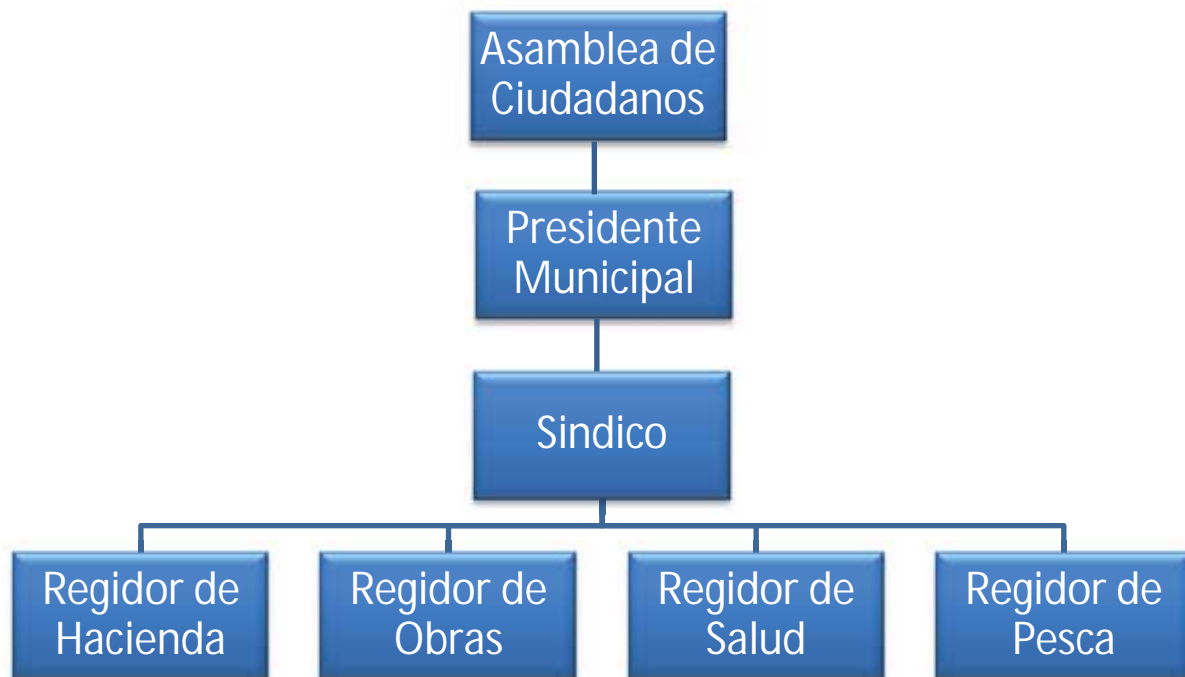 Asamblea de
Ciudadanos
Presidente
Municipal
Sindico
Regidor de
Hacienda
Regidor de
Obras
Regidor de
Salud
Regidor de
Pesca